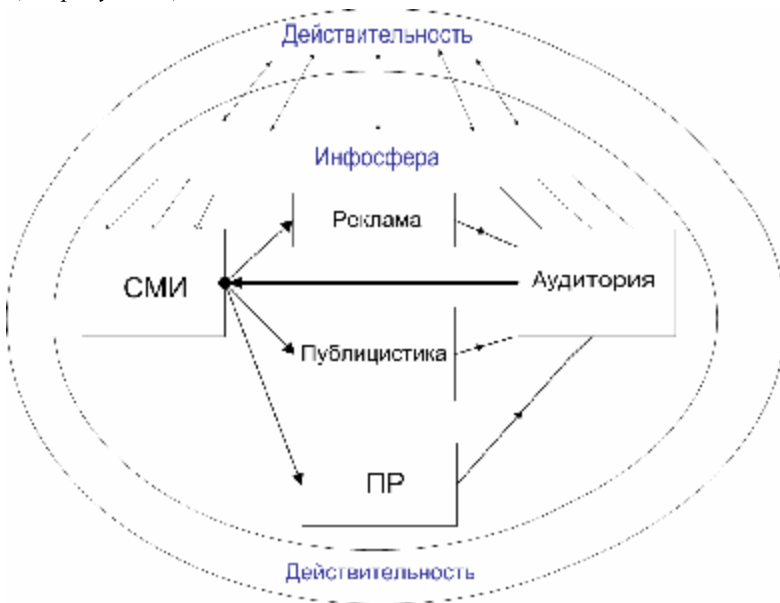 Действительность
Инфосфера
Реклама
СМИ
Аудитория
Публицистика
ПР
Действительность